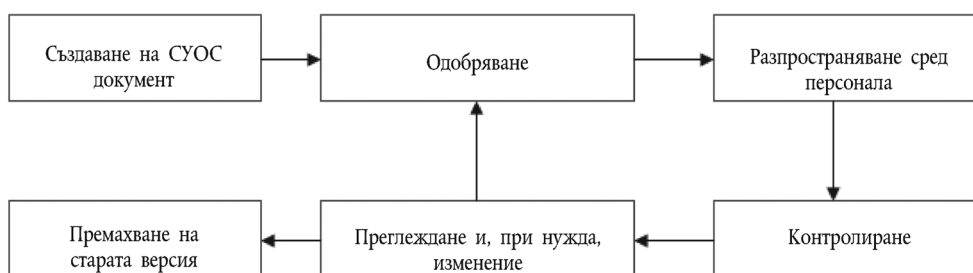 Създаване на СУОС
документ
Одобряване
Разпространяване сред
персонала
Премахване на
старата версия
Преглеждане и, при нужда,
изменение
Контролиране